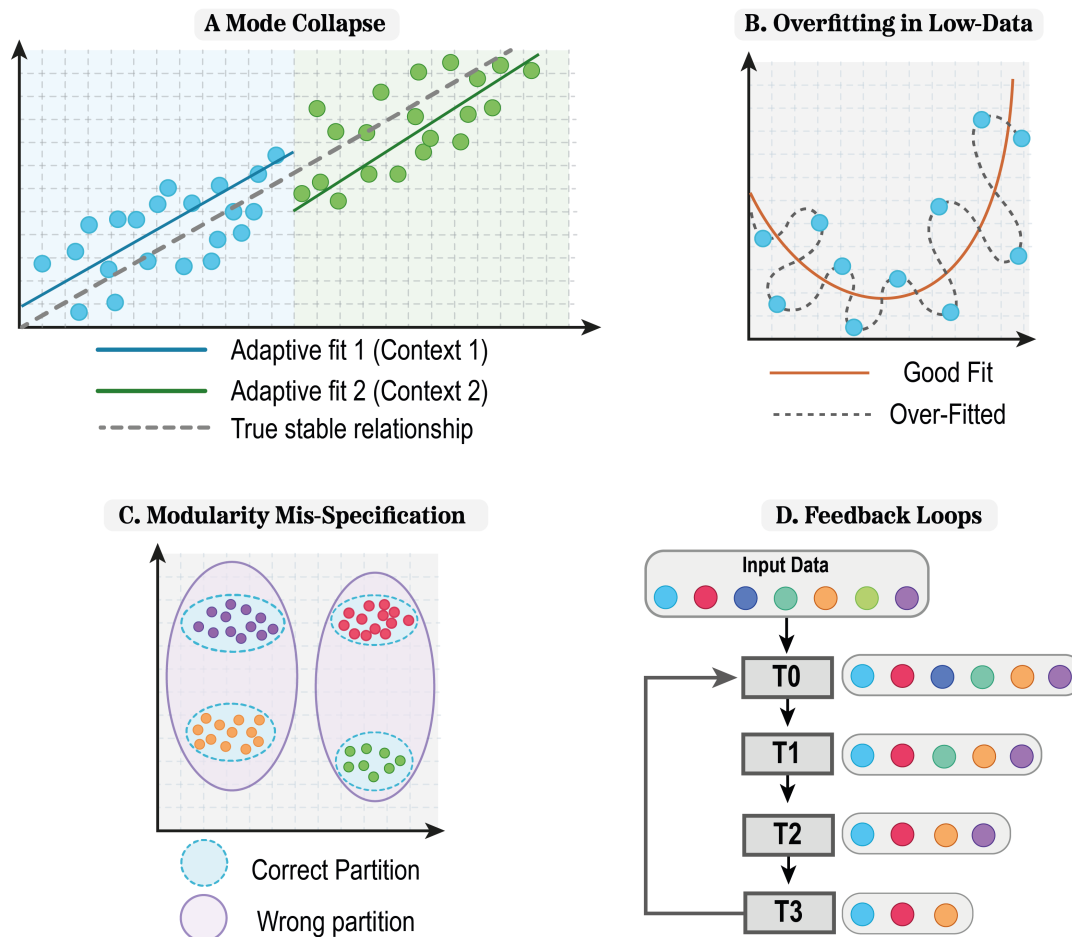 A Mode Collapse
Adaptive fit 1 (Context 1)
Adaptive fit 2 (Context 2)
True stable relationship
B. Overfitting in Low-Data
Good Fit
Over-Fitted
C. Modularity Mis-Specification
Correct Partition
Wrong partition
D. Feedback Loops
Input Data
T0
T1
T2
T3